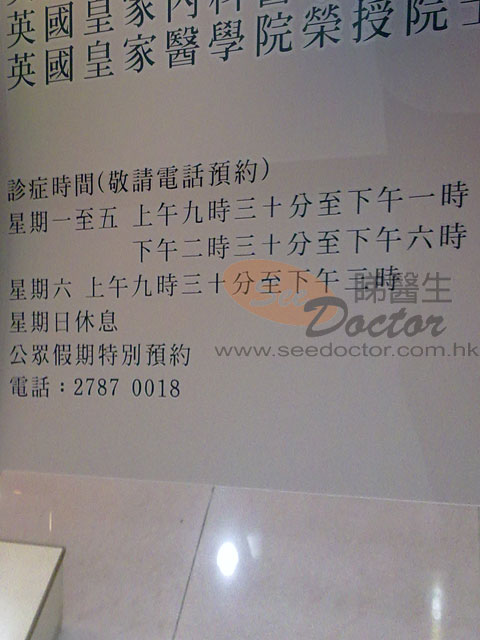 英國皇家內科醫
英國皇家醫學院榮授院士
診症時間(敬請電話預約)
星期一至五 上午九時三十分至下午一時
下午二時三十分至下午六時
星期六 上午九時三十分至下午二時
星期日休息
公眾假期特別預約
電話：2787 0018
See 睇醫生
Doctor
www.seedoctor.com.hk